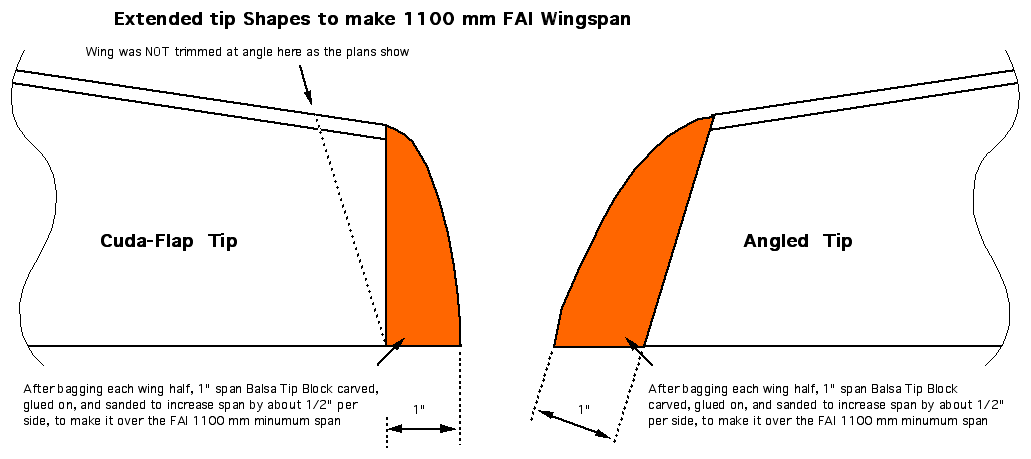 Extended tip Shapes to make 1100 mm FAI Wingspan
Wing was NOT trimmed at angle here as the plans show
Cuda-Flap Tip
Angled Tip
After bagging each wing half, 1" span Balsa Tip Block carved,
glued on, and sanded to increase span by about 1/2" per
side, to make it over the FAI 1100 mm minumum span
1"
1"
After bagging each wing half, 1" span Balsa Tip Block
carved, glued on, and sanded to increase span by about 1/2"
per side, to make it over the FAI 1100 mm minumum span